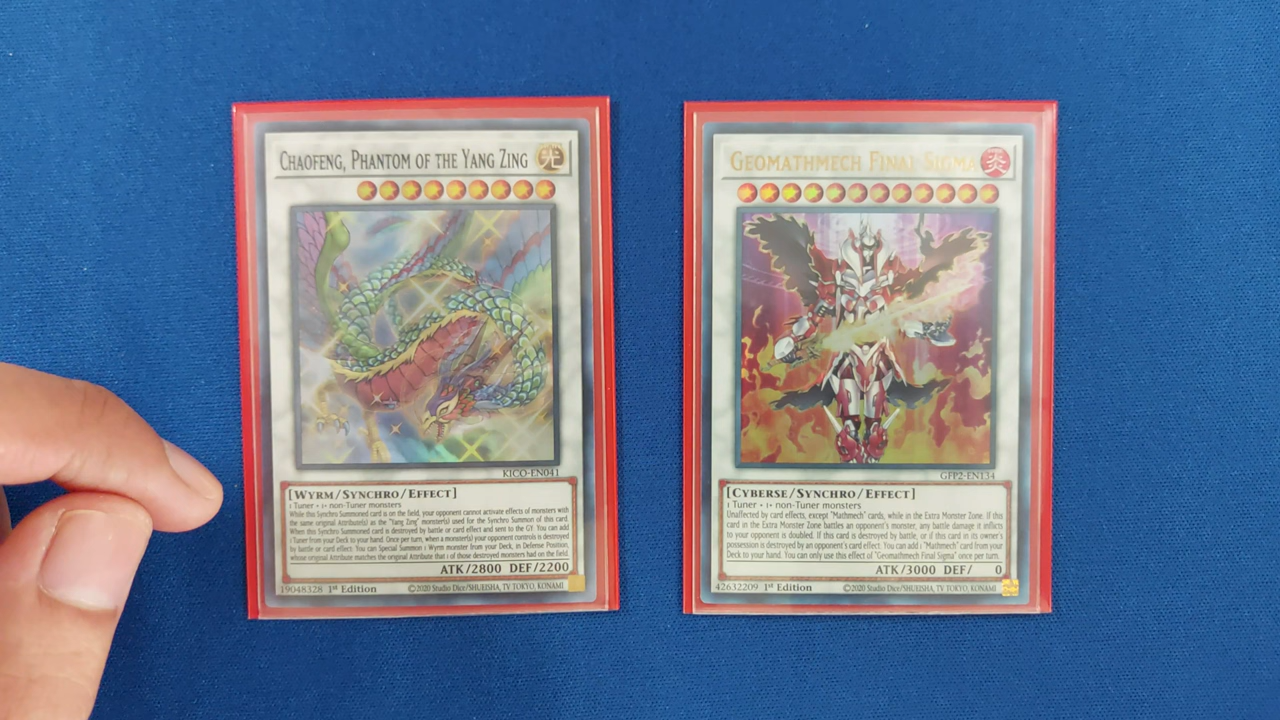 CHAOFENG, PHANTOM OF THE YANG ZING
光
KICO-EN041
[WYRM/SYNCHRO/EFFECT]
1 Tuner + 1+ non-Tuner monsters
While this Synchro Summoned card is on the field, your opponent cannot activate effects of monsters with
the same original Attribute(s) as the "Yang Zing" monster(s) used for the Synchro Summon of this card.
When this Synchro Summoned card is destroyed by battle or card effect and sent to the GY: You can add
1 Tuner from your Deck to your hand. Once per turn, when a monster(s) your opponent controls is destroyed
by battle or card effect: You can Special Summon 1 Wyrm monster from your Deck, in Defense Position,
whose original Attribute matches the original Attribute that 1 of those destroyed monsters had on the field.
ATK/2800 DEF/2200
19048328 1st Edition ©2020 Studio Dice/SHUEISHA, TV TOKYO, KONAMI
GEOMATHMECH FINAL SIGMA
炎
GFP2-EN134
[CYBERSE/SYNCHRO/EFFECT]
1 Tuner + 1+ non-Tuner monsters
Unaffected by card effects, except "Mathmech" cards, while in the Extra Monster Zone. If this
card in the Extra Monster Zone battles an opponent's monster, any battle damage it inflicts
to your opponent is doubled. If this card is destroyed by battle, or if this card in its owner's
possession is destroyed by an opponent's card effect: You can add 1 "Mathmech" card from your
Deck to your hand. You can only use this effect of "Geomathmech Final Sigma" once per turn.
ATK/3000 DEF/ 0
42632209 1st Edition ©2020 Studio Dice/SHUEISHA, TV TOKYO, KONAMI